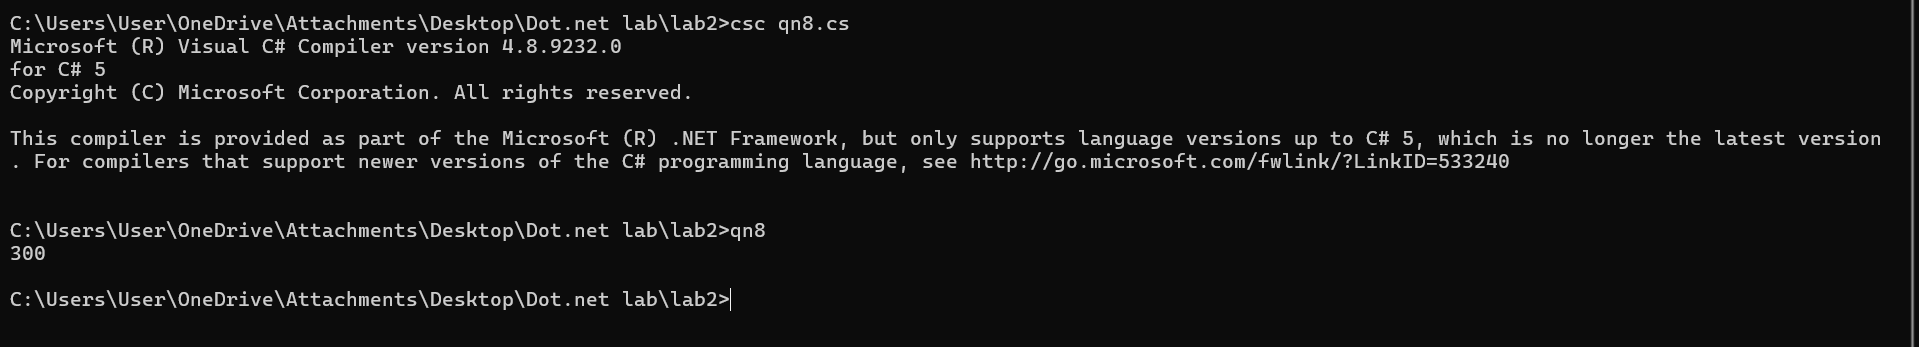 C:\Users\User\OneDrive\Attachments\Desktop\Dot.net lab\lab2>csc qn8.cs
Microsoft (R) Visual C# Compiler version 4.8.9232.0
for C# 5
Copyright (C) Microsoft Corporation. All rights reserved.
This compiler is provided as part of the Microsoft (R) .NET Framework, but only supports language versions up to C# 5, which is no longer the latest version
. For compilers that support newer versions of the C# programming language, see http://go.microsoft.com/fwlink/?LinkID=533240
C:\Users\User\OneDrive\Attachments\Desktop\Dot.net lab\lab2>qn8
300
C:\Users\User\OneDrive\Attachments\Desktop\Dot.net lab\lab2>